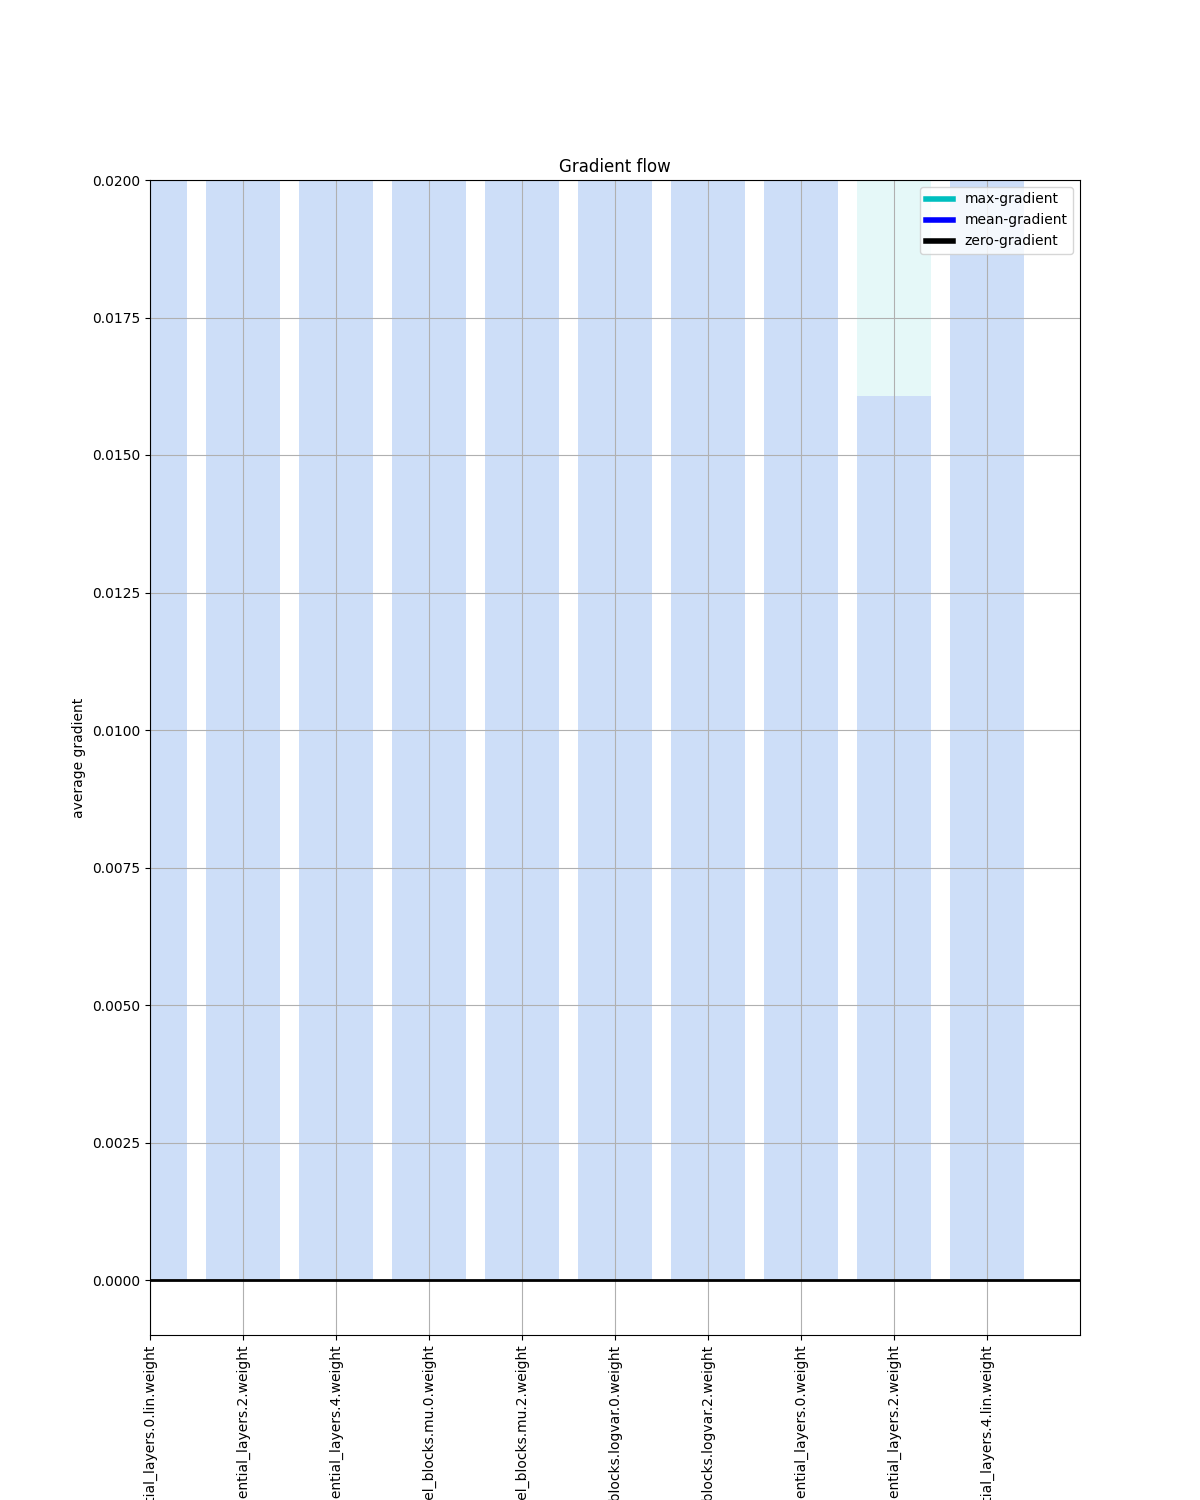 Gradient flow
0.0200
0.0175
0.0150
0.0125
0.0100
0.0075
0.0050
0.0025
0.0000
average gradient
max-gradient
mean-gradient
zero-gradient
tial_layers.0.lin.weight
ential_layers.2.weight
ential_layers.4.weight
el_blocks.mu.0.weight
el_blocks.mu.2.weight
blocks.logvar.0.weight
blocks.logvar.2.weight
ential_layers.0.weight
ential_layers.2.weight
tial_layers.4.lin.weight